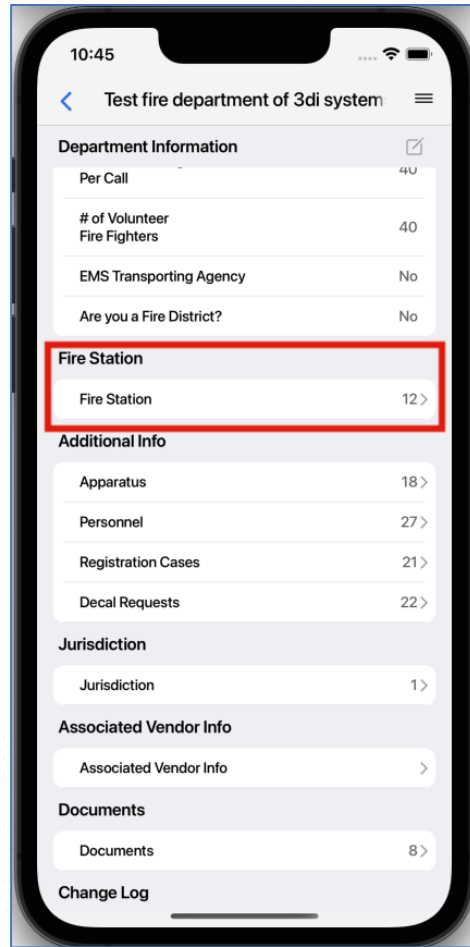 10:45
Test fire department of 3di system
Department Information
Per Call
40
# of Volunteer
Fire Fighters
40
EMS Transporting Agency
No
Are you a Fire District?
No
Fire Station
Fire Station
12
Additional Info
Apparatus
18
Personnel
27
Registration Cases
21
Decal Requests
22
Jurisdiction
Jurisdiction
1
Associated Vendor Info
Associated Vendor Info
Documents
Documents
8
Change Log